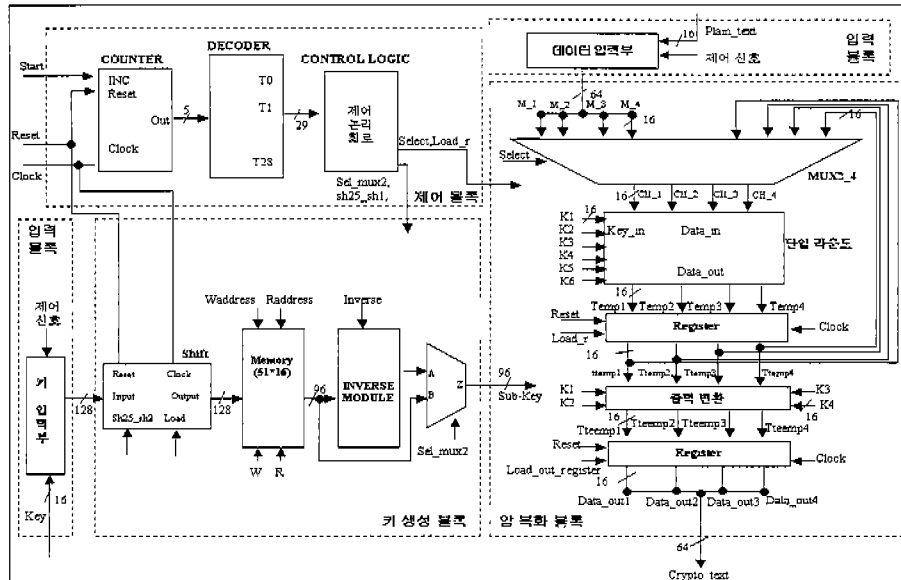 COUNTER
DECODER
CONTROL LOGIC
Start
INC
Reset
Out
Clock
5
T0
T1
T28
29
제어
논리
회로
Select,Load_r
Sel_mux2,
sh25_sh1,
제어 블록
Reset
Clock
데이터 입력부
16
Plain_text
제어 신호
입력
블록
64
M_1
M_2
M_3
M_4
16
16
Select
MUX2_4
16
CH_1
CH_2
CH_3
CH_4
K1
16
K2
K3
K4
K5
K6
Key_in
Data_in
Data_out
단일 라운드
16
Temp1
Temp2
Temp3
Temp4
Reset
Load_r
Register
Clock
16
ttemp1
Ttemp2
Ttemp3
Ttemp4
K1
K2
출력 변환
K3
K4
16
16
Tteemp1
Tteemp2
Tteemp3
Tteemp4
Reset
Load_out_register
Register
Clock
16
Data_out1
Data_out2
Data_out3
Data_out4
64
Crypto_text
암 복화 블록
입력
블록
제어
신호
키
입
력
부
16
Key
128
Shift
Reset
Clock
Input
Output
Sh25_sh2
Load
128
Waddress
Raddress
Memory
(51*16)
W
R
96
Inverse
INVERSE
MODULE
A
B
Z
Sel_mux2
96
Sub-Key
키 생성 블록